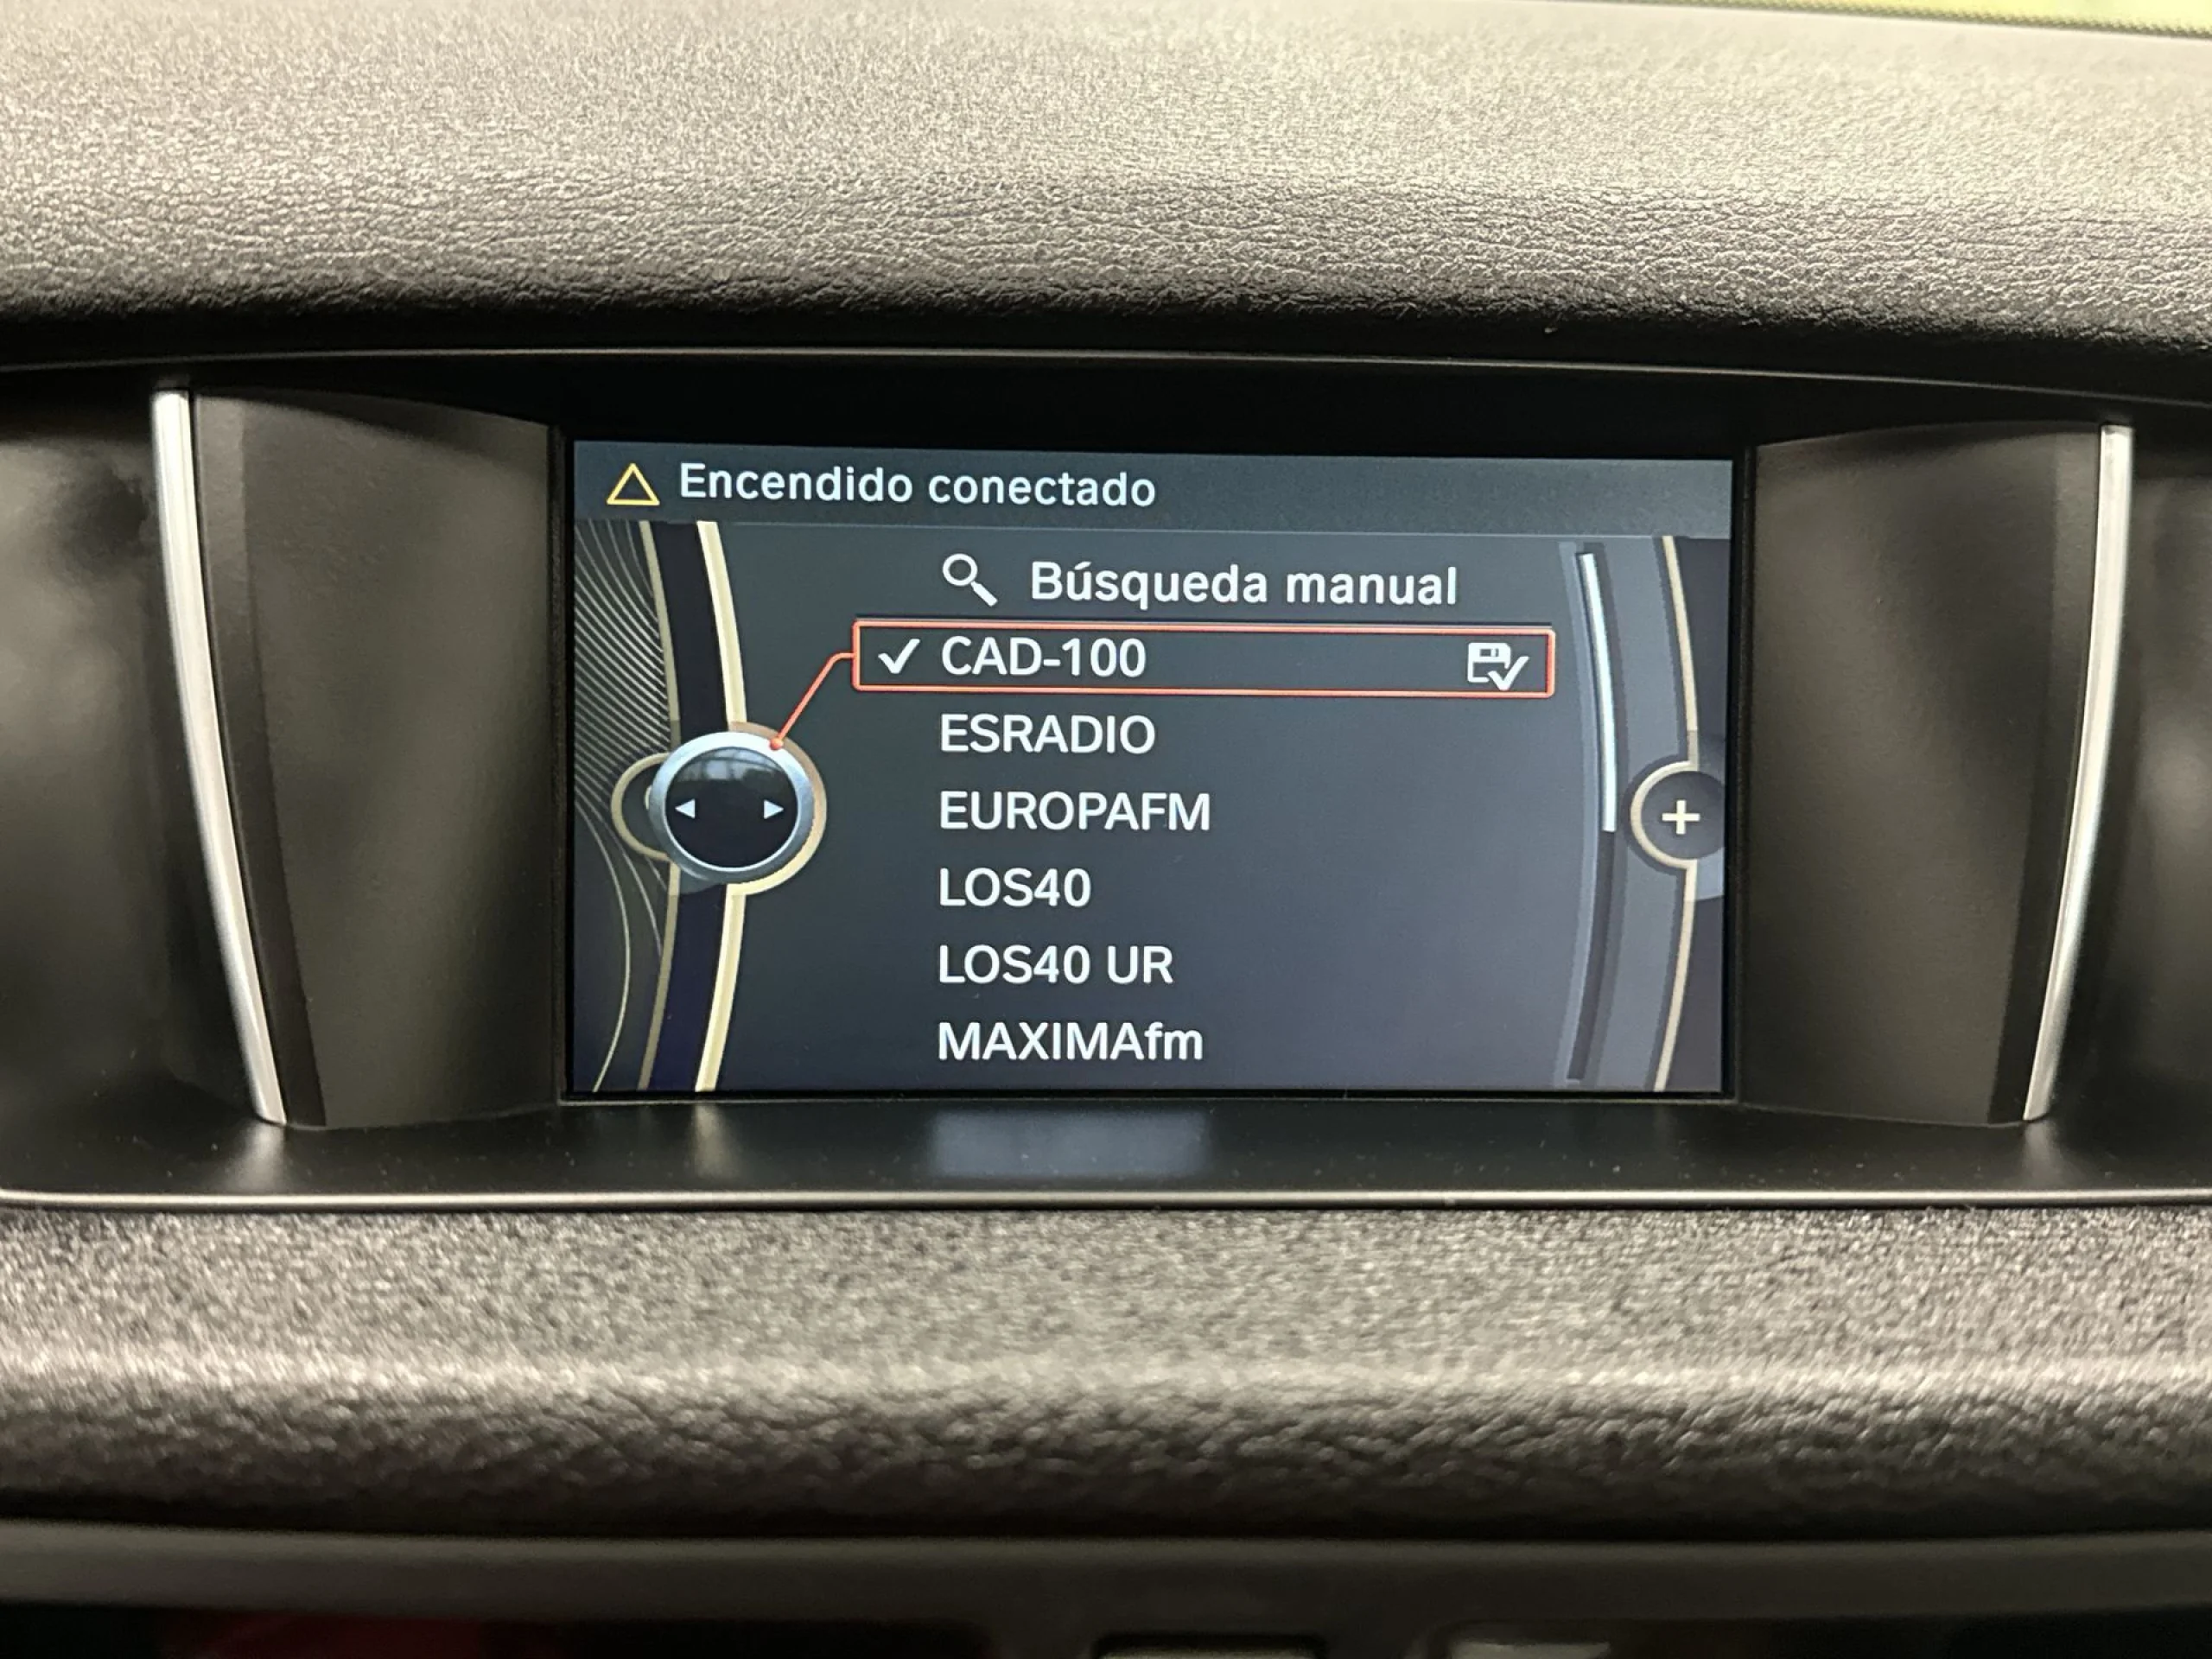 Encendido conectado
Búsqueda manual
CAD-100
ESRADIO
EUROPAFM
LOS40
LOS40 UR
MAXIMAfm